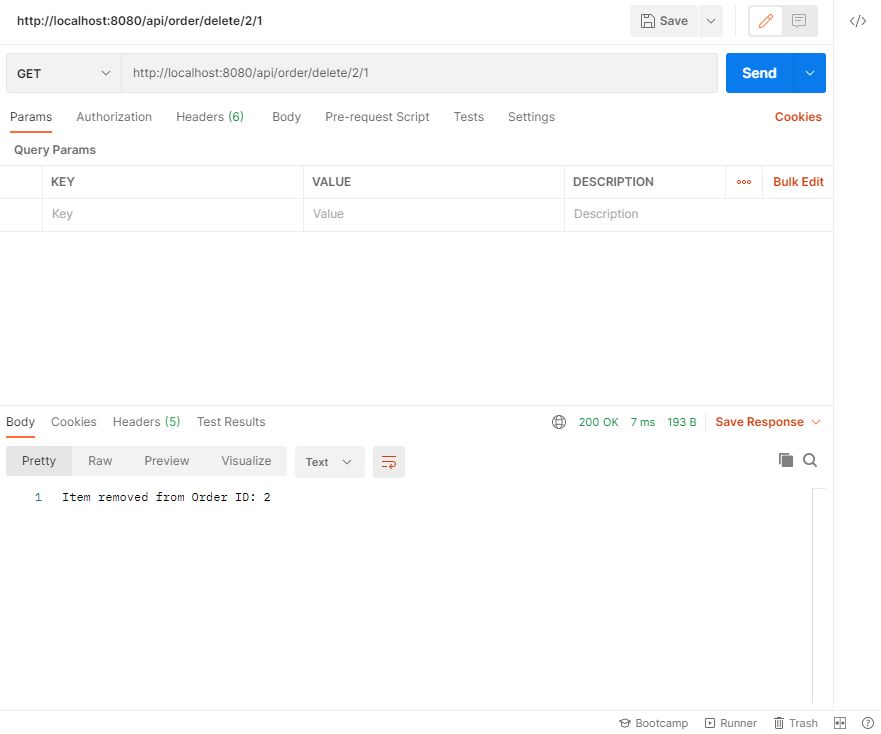 http://localhost:8080/api/order/delete/2/1 Save
GET http://localhost:8080/api/order/delete/2/1 Send
Params Authorization Headers (6) Body Pre-request Script Tests Settings Cookies
Query Params
KEY VALUE DESCRIPTION Bulk Edit
Key Value Description
Body Cookies Headers (5) Test Results 200 OK 7 ms 193 B Save Response
Pretty Raw Preview Visualize Text
1 Item removed from Order ID: 2
Bootcamp Runner Trash